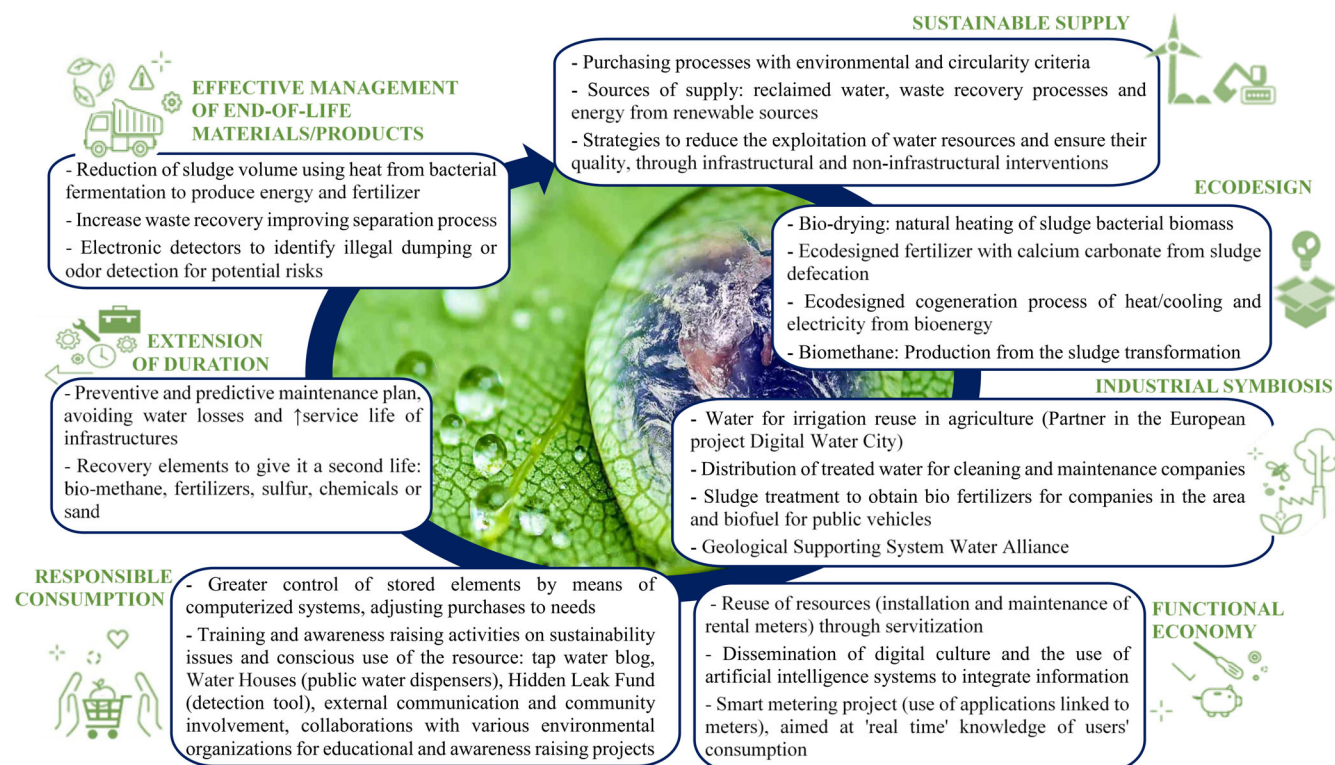 SUSTAINABLE SUPPLY
- Purchasing processes with environmental and circularity criteria
- Sources of supply: reclaimed water, waste recovery processes and
energy from renewable sources
- Strategies to reduce the exploitation of water resources and ensure their
quality, through infrastructural and non-infrastructural interventions
ECODESIGN
- Bio-drying: natural heating of sludge bacterial biomass
- Ecodesigned fertilizer with calcium carbonate from sludge
defecation
- Ecodesigned cogeneration process of heat/cooling and
electricity from bioenergy
- Biomethane: Production from the sludge transformation
INDUSTRIAL SYMBIOSIS
- Water for irrigation reuse in agriculture (Partner in the European
project Digital Water City)
- Distribution of treated water for cleaning and maintenance companies
- Sludge treatment to obtain bio fertilizers for companies in the area
and biofuel for public vehicles
- Geological Supporting System Water Alliance
FUNCTIONAL
ECONOMY
- Reuse of resources (installation and maintenance of
rental meters) through servitization
- Dissemination of digital culture and the use of
artificial intelligence systems to integrate information
- Smart metering project (use of applications linked to
meters), aimed at 'real time' knowledge of users'
consumption
RESPONSIBLE
CONSUMPTION
- Greater control of stored elements by means of
computerized systems, adjusting purchases to needs
- Training and awareness raising activities on sustainability
issues and conscious use of the resource: tap water blog,
Water Houses (public water dispensers), Hidden Leak Fund
(detection tool), external communication and community
involvement, collaborations with various environmental
organizations for educational and awareness raising projects
EXTENSION
OF DURATION
- Preventive and predictive maintenance plan,
avoiding water losses and ↑service life of
infrastructures
- Recovery elements to give it a second life:
bio-methane, fertilizers, sulfur, chemicals or
sand
EFFECTIVE MANAGEMENT
OF END-OF-LIFE
MATERIALS/PRODUCTS
- Reduction of sludge volume using heat from bacterial
fermentation to produce energy and fertilizer
- Increase waste recovery improving separation process
- Electronic detectors to identify illegal dumping or
odor detection for potential risks